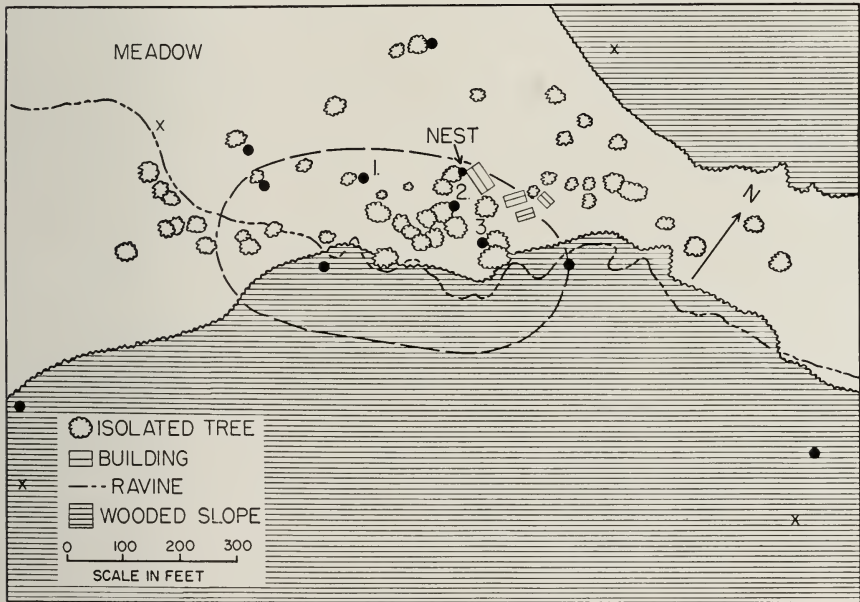 MEADOW
X
X
NEST
1.
2.
3.
N
X
X
ISOLATED TREE
BUILDING
RAVINE
WOODED SLOPE
0 100 200 300
SCALE IN FEET